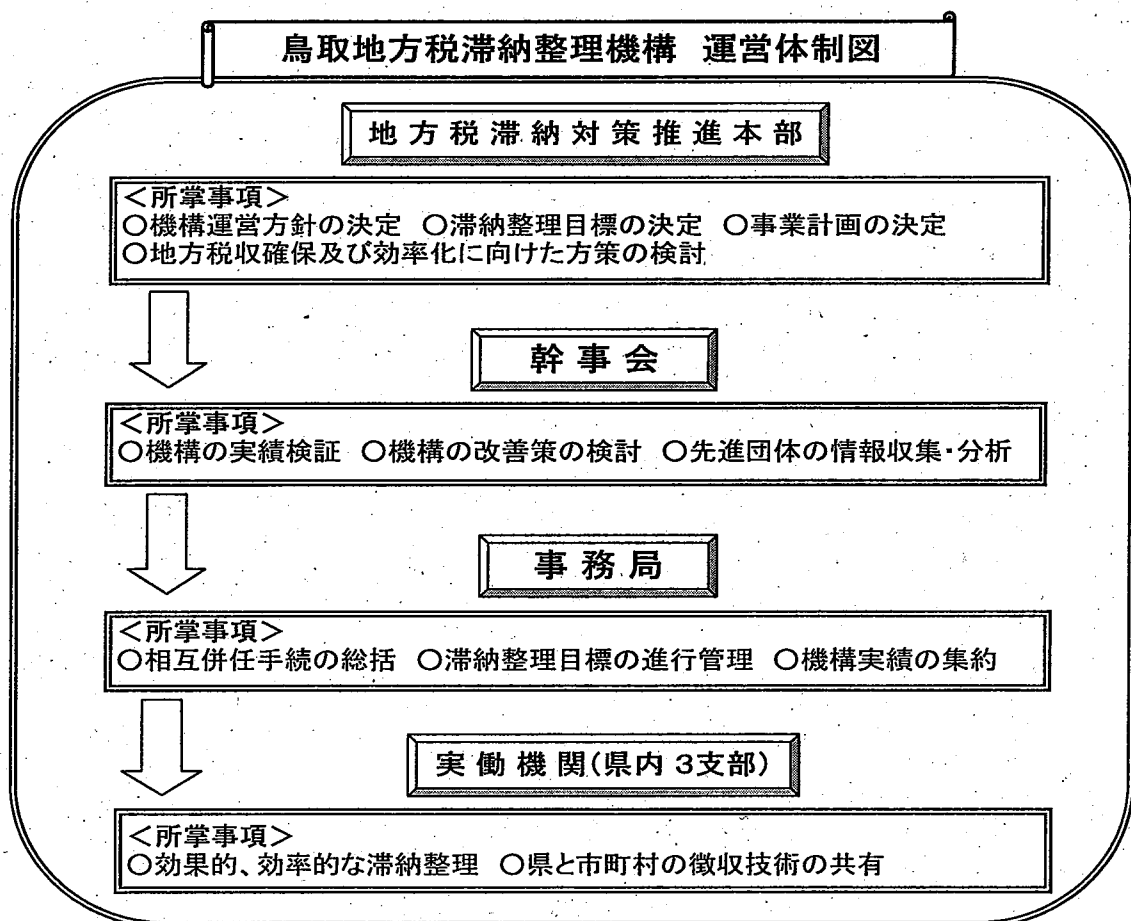 鳥取地方税滞納整理機構 運営体制図
地方税滞納対策推進本部
＜所掌事項＞
○機構運営方針の決定 ○滞納整理目標の決定 ○事業計画の決定
○地方税収確保及び効率化に向けた方策の検討
幹事会
＜所掌事項＞
○機構の実績検証 ○機構の改善策の検討 ○先進団体の情報収集・分析
事務局
＜所掌事項＞
○相互併任手続の総括 ○滞納整理目標の進行管理 ○機構実績の集約
実働機関(県内3支部)
＜所掌事項＞
○効果的、効率的な滞納整理 ○県と市町村の徴収技術の共有